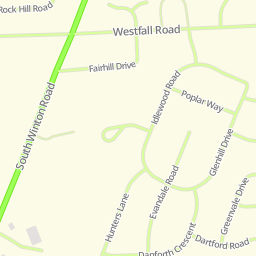 Rock Hill Road
Westfall Road
Fairhill Drive
Idlewood Road
Poplar Way
South Winton Road
Glenhill Drive
Evandale Road
Hunters Lane
Greenvale Drive
Danforth Crescent
Dartford Road